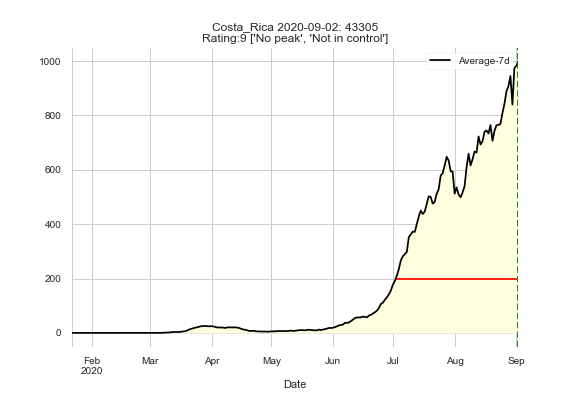 Costa_Rica 2020-09-02: 43305
Rating:9 ['No peak', 'Not in control']
Average-7d
1000
800
600
400
200
0
Feb Mar Apr May Jun Jul Aug Sep
2020
Date